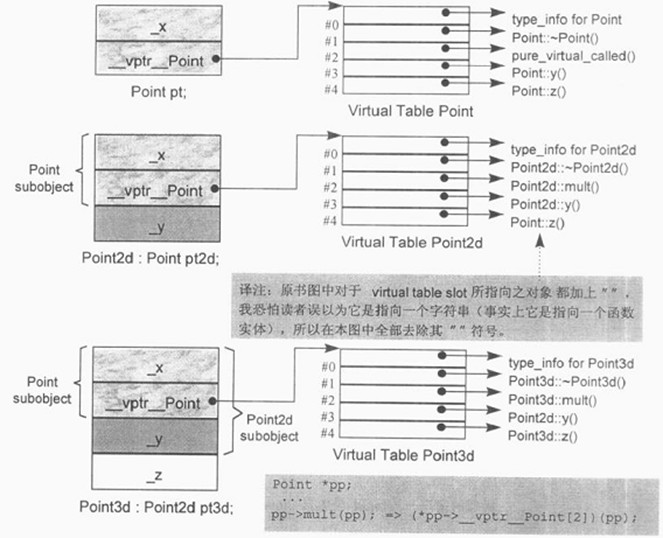 _x
__vptr__Point
Point pt;
#0
#1
#2
#3
#4
type_info for Point
Point::~Point()
pure_virtual_called()
Point::y()
Point::z()
Virtual Table Point
Point
subobject
_x
__vptr__Point
_y
Point2d : Point pt2d;
#0
#1
#2
#3
#4
type_info for Point2d
Point2d::~Point2d()
Point2d::mult()
Point2d::y()
Point::z()
Virtual Table Point2d
译注：原书图中对于 virtual table slot 所指向之对象 都加上 " "，
我恐怕读者误以为它是指向一个字符串（事实上它是指向一个函数
实体），所以在本图中全部去除其 " " 符号。
Point
subobject
_x
__vptr__Point
_y
_z
Point2d
subobject
Point3d : Point2d pt3d;
#0
#1
#2
#3
#4
type_info for Point3d
Point3d::~Point3d()
Point3d::mult()
Point2d::y()
Point3d::z()
Virtual Table Point3d
Point *pp;
...
pp->mult(pp); => (*pp->__vptr__Point[2])(pp);